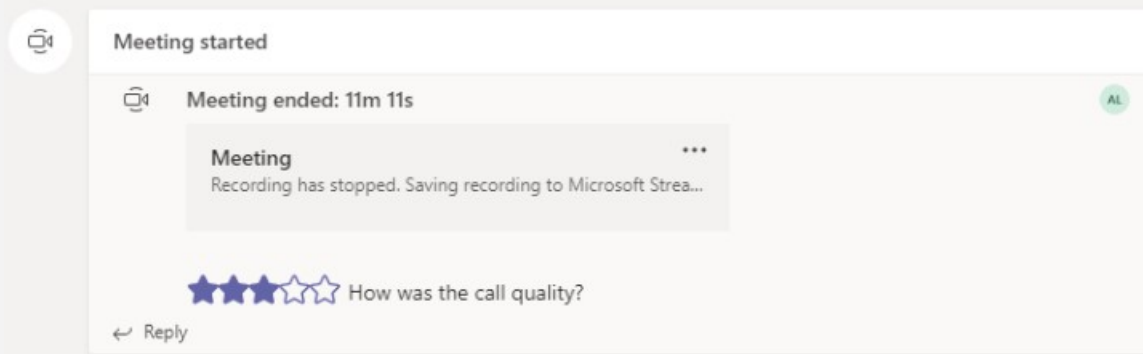 Meeting started
Meeting ended: 11m 11s
AL
Meeting
Recording has stopped. Saving recording to Microsoft Strea...
How was the call quality?
Reply